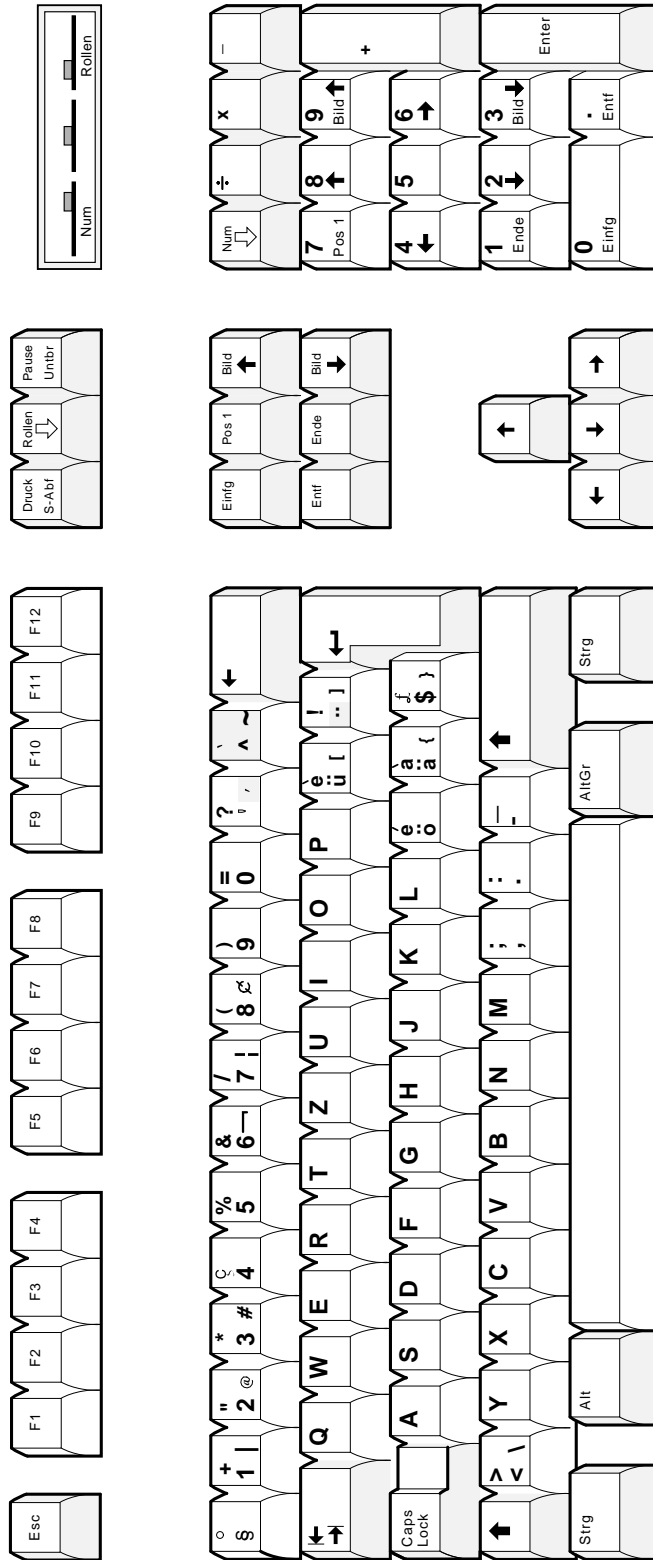 Esc
F1
F2
F3
F4
F5
F6
F7
F8
F9
F10
F11
F12
Druck
S-Abf
Rollen ⇩
Pause
Untbr
Num
Rollen
°
§
+
1 |
"
2 @
*
3 #
ç
4
%
5
&
6 ¬
/
7 ¦
(
8 ¢
)
9
=
0
?
' ´
`
^ ~
←
Einfg
Pos 1
Bild ↑
Num ⇩
÷
x
–
⇤
⇥
Q
W
E
R
T
Z
U
I
O
P
è
ü [
!
¨ ]
↵
Entf
Ende
Bild ↓
7
Pos 1
8 ↑
9
Bild ↑
+
Caps
Lock
A
S
D
F
G
H
J
K
L
é
ö
à
ä {
£
$ }
4 ←
5
6 →
↑
>
< \
Y
X
C
V
B
N
M
;
,
:
.
_
-
↑
↑
1
Ende
2 ↓
3
Bild ↓
Enter
Strg
Alt
AltGr
Strg
←
↓
→
0
Einfg
.
Entf